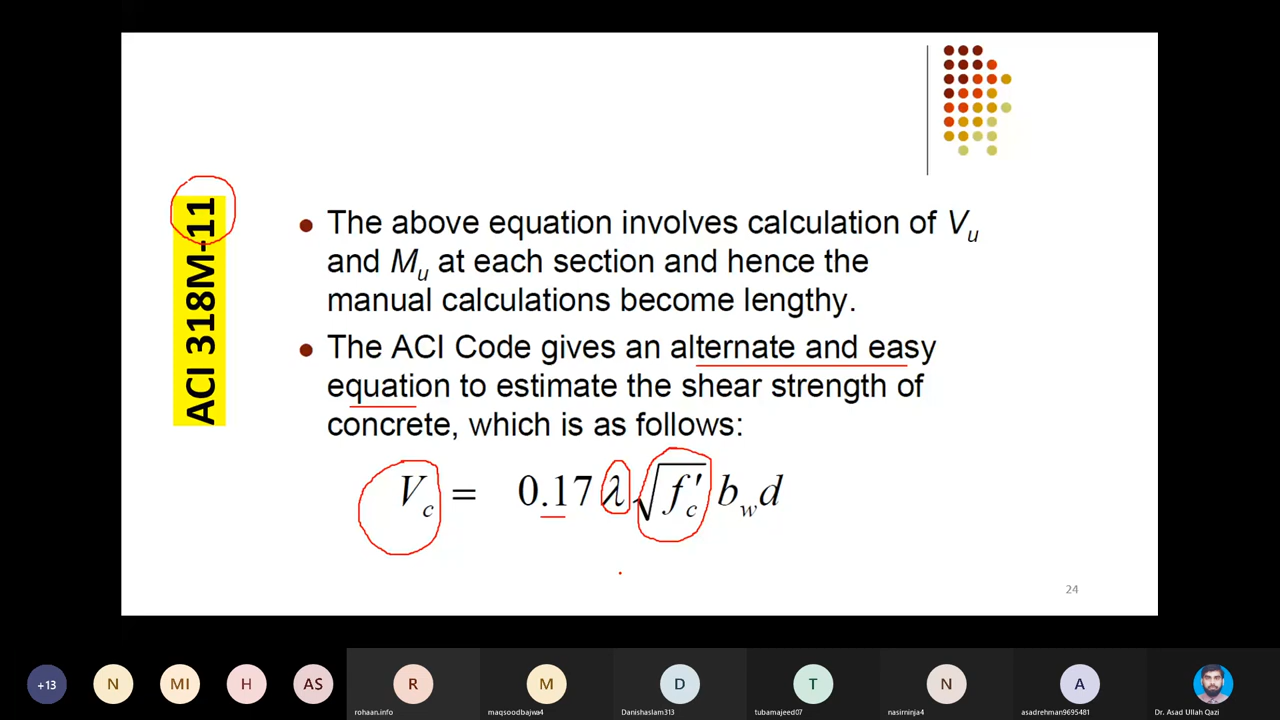 ACI 318M-11
• The above equation involves calculation of Vu
and Mu at each section and hence the
manual calculations become lengthy.
• The ACI Code gives an alternate and easy
equation to estimate the shear strength of
concrete, which is as follows:
Vc = 0.17 λ √f′c bwd
24
+13 N MI H AS R M D T N A
rohaan.info maqsoodbajwa4 Danishaslam313 tubamajeed07 nasirninja4 asadrehman9695481 Dr. Asad Ullah Qazi